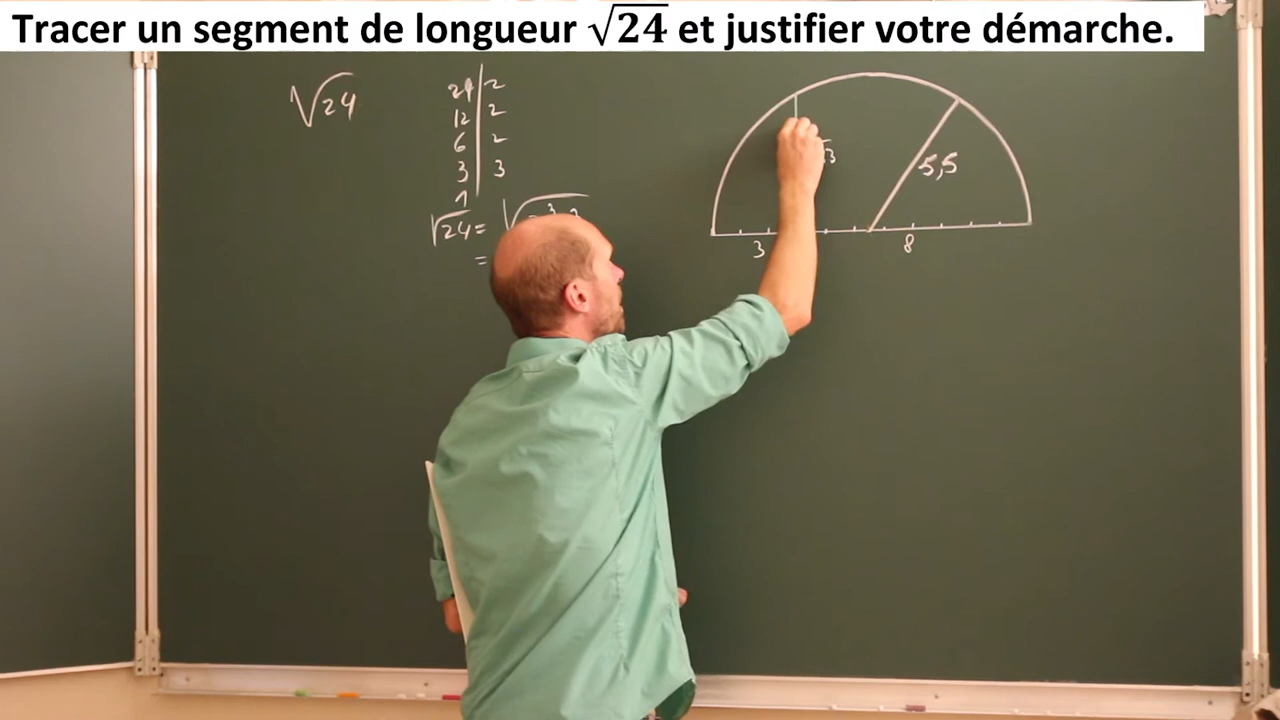 Tracer un segment de longueur √24 et justifier votre démarche.
√24
24 | 2
12 | 2
6 | 2
3 | 3
1
√24 = √
=
5,5
3
8